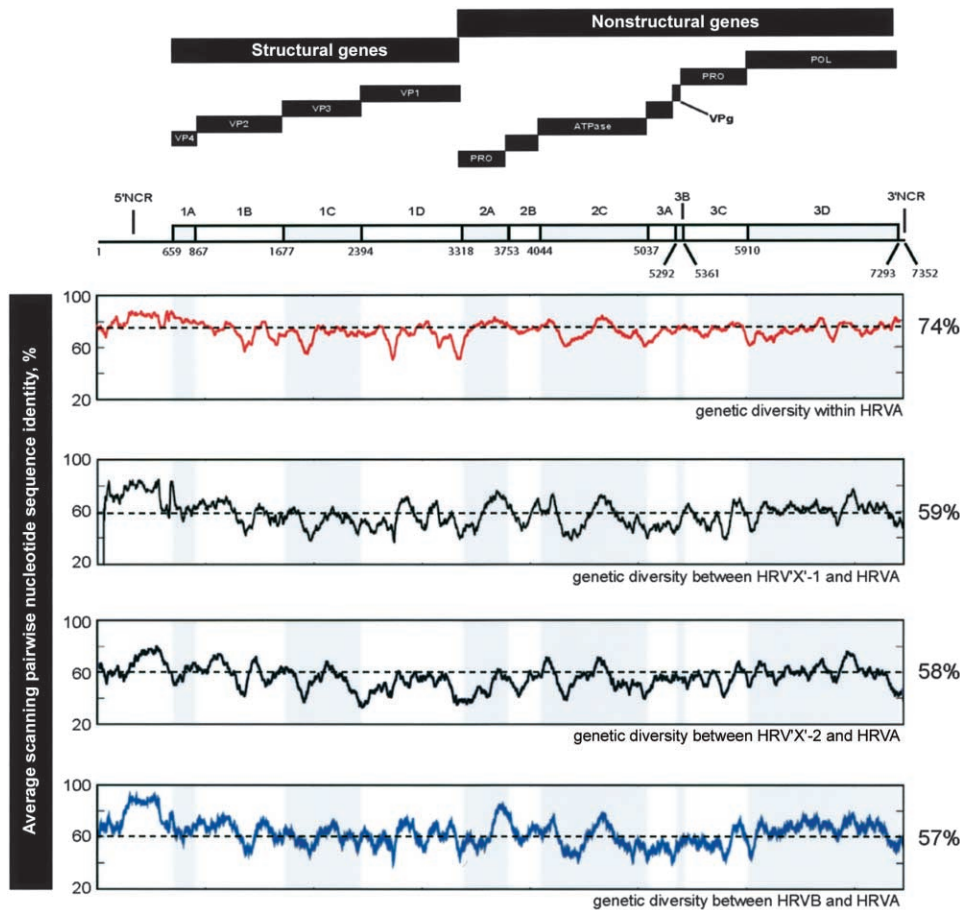 Nonstructural genes
Structural genes
POL
PRO
VP1
VPg
VP3
VP2
ATPase
VP4
PRO
5'NCR 3B 3'NCR
1A 1B 1C 1D 2A 2B 2C 3A 3C 3D
1 659 867 1677 2394 3318 3753 4044 5037 5910
5292 5361 7293 7352
Average scanning pairwise nucleotide sequence identity, %
100
60
20
74%
genetic diversity within HRVA
100
60
20
59%
genetic diversity between HRV'X'-1 and HRVA
100
60
20
58%
genetic diversity between HRV'X'-2 and HRVA
100
60
20
57%
genetic diversity between HRVB and HRVA